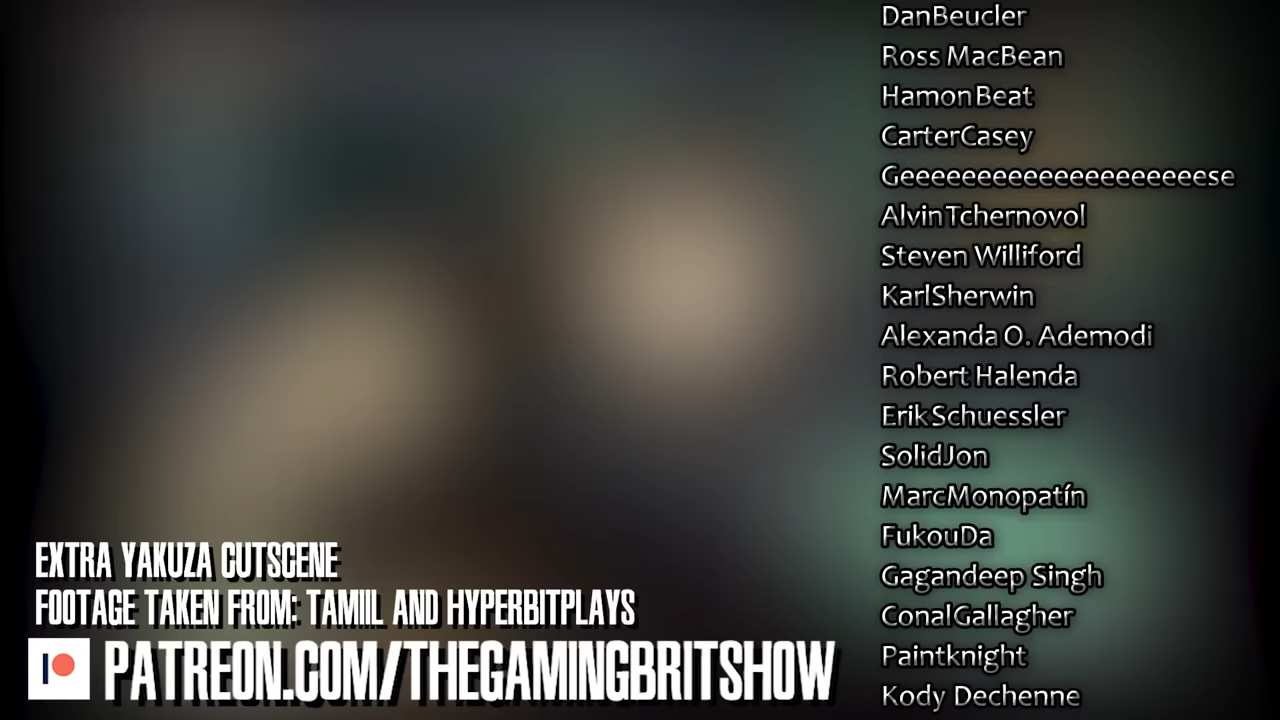 DanBeucler
Ross MacBean
HamonBeat
CarterCasey
Geeeeeeeeeeeeeeeeeeeeese
AlvinTchernovol
Steven Williford
KarlSherwin
Alexanda O. Ademodi
Robert Halenda
ErikSchuessler
SolidJon
MarcMonopatín
FukouDa
Gagandeep Singh
ConalGallagher
Paintknight
Kody Dechenne
EXTRA YAKUZA CUTSCENE
FOOTAGE TAKEN FROM: TAMIIL AND HYPERBITPLAYS
PATREON.COM/THEGAMINGBRITSHOW